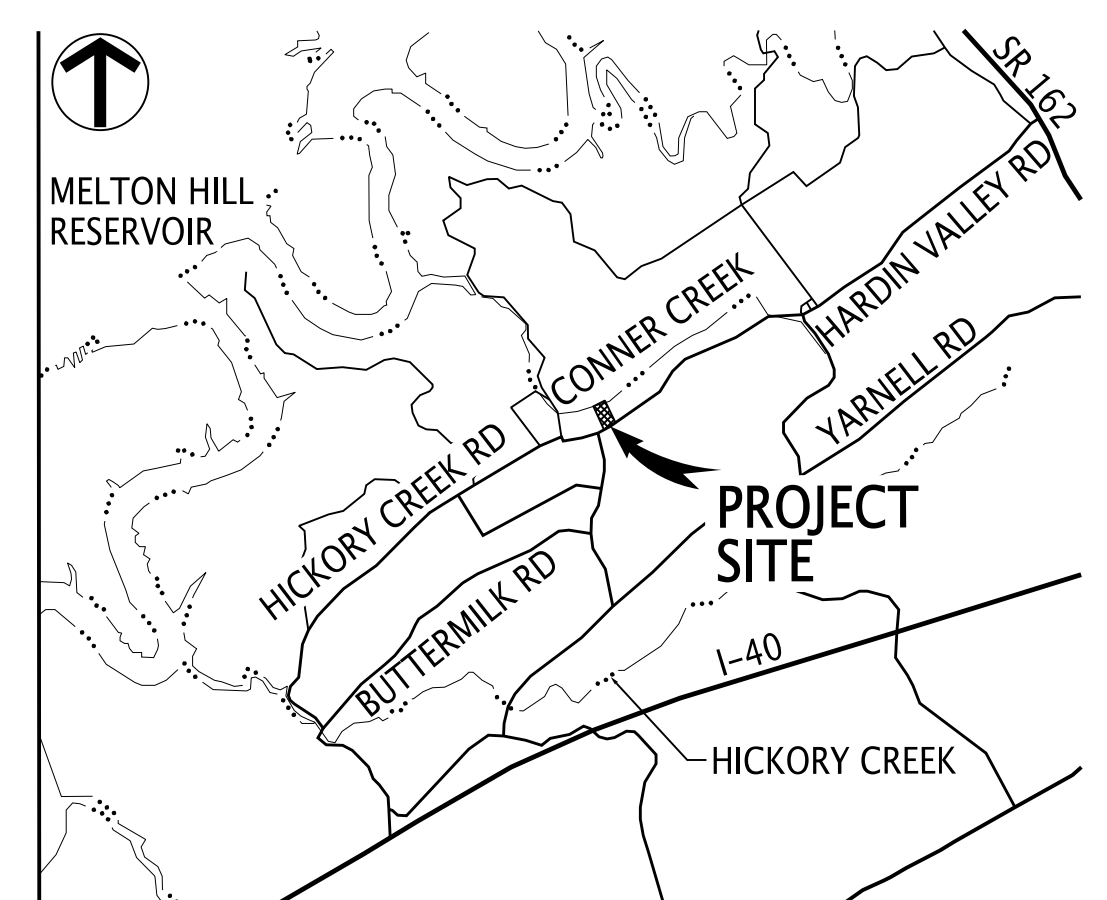 SR 162
MELTON HILL
RESERVOIR
HARDIN VALLEY RD
CONNER CREEK
YARNELL RD
HICKORY CREEK RD
PROJECT
SITE
BUTTERMILK RD
I-40
HICKORY CREEK